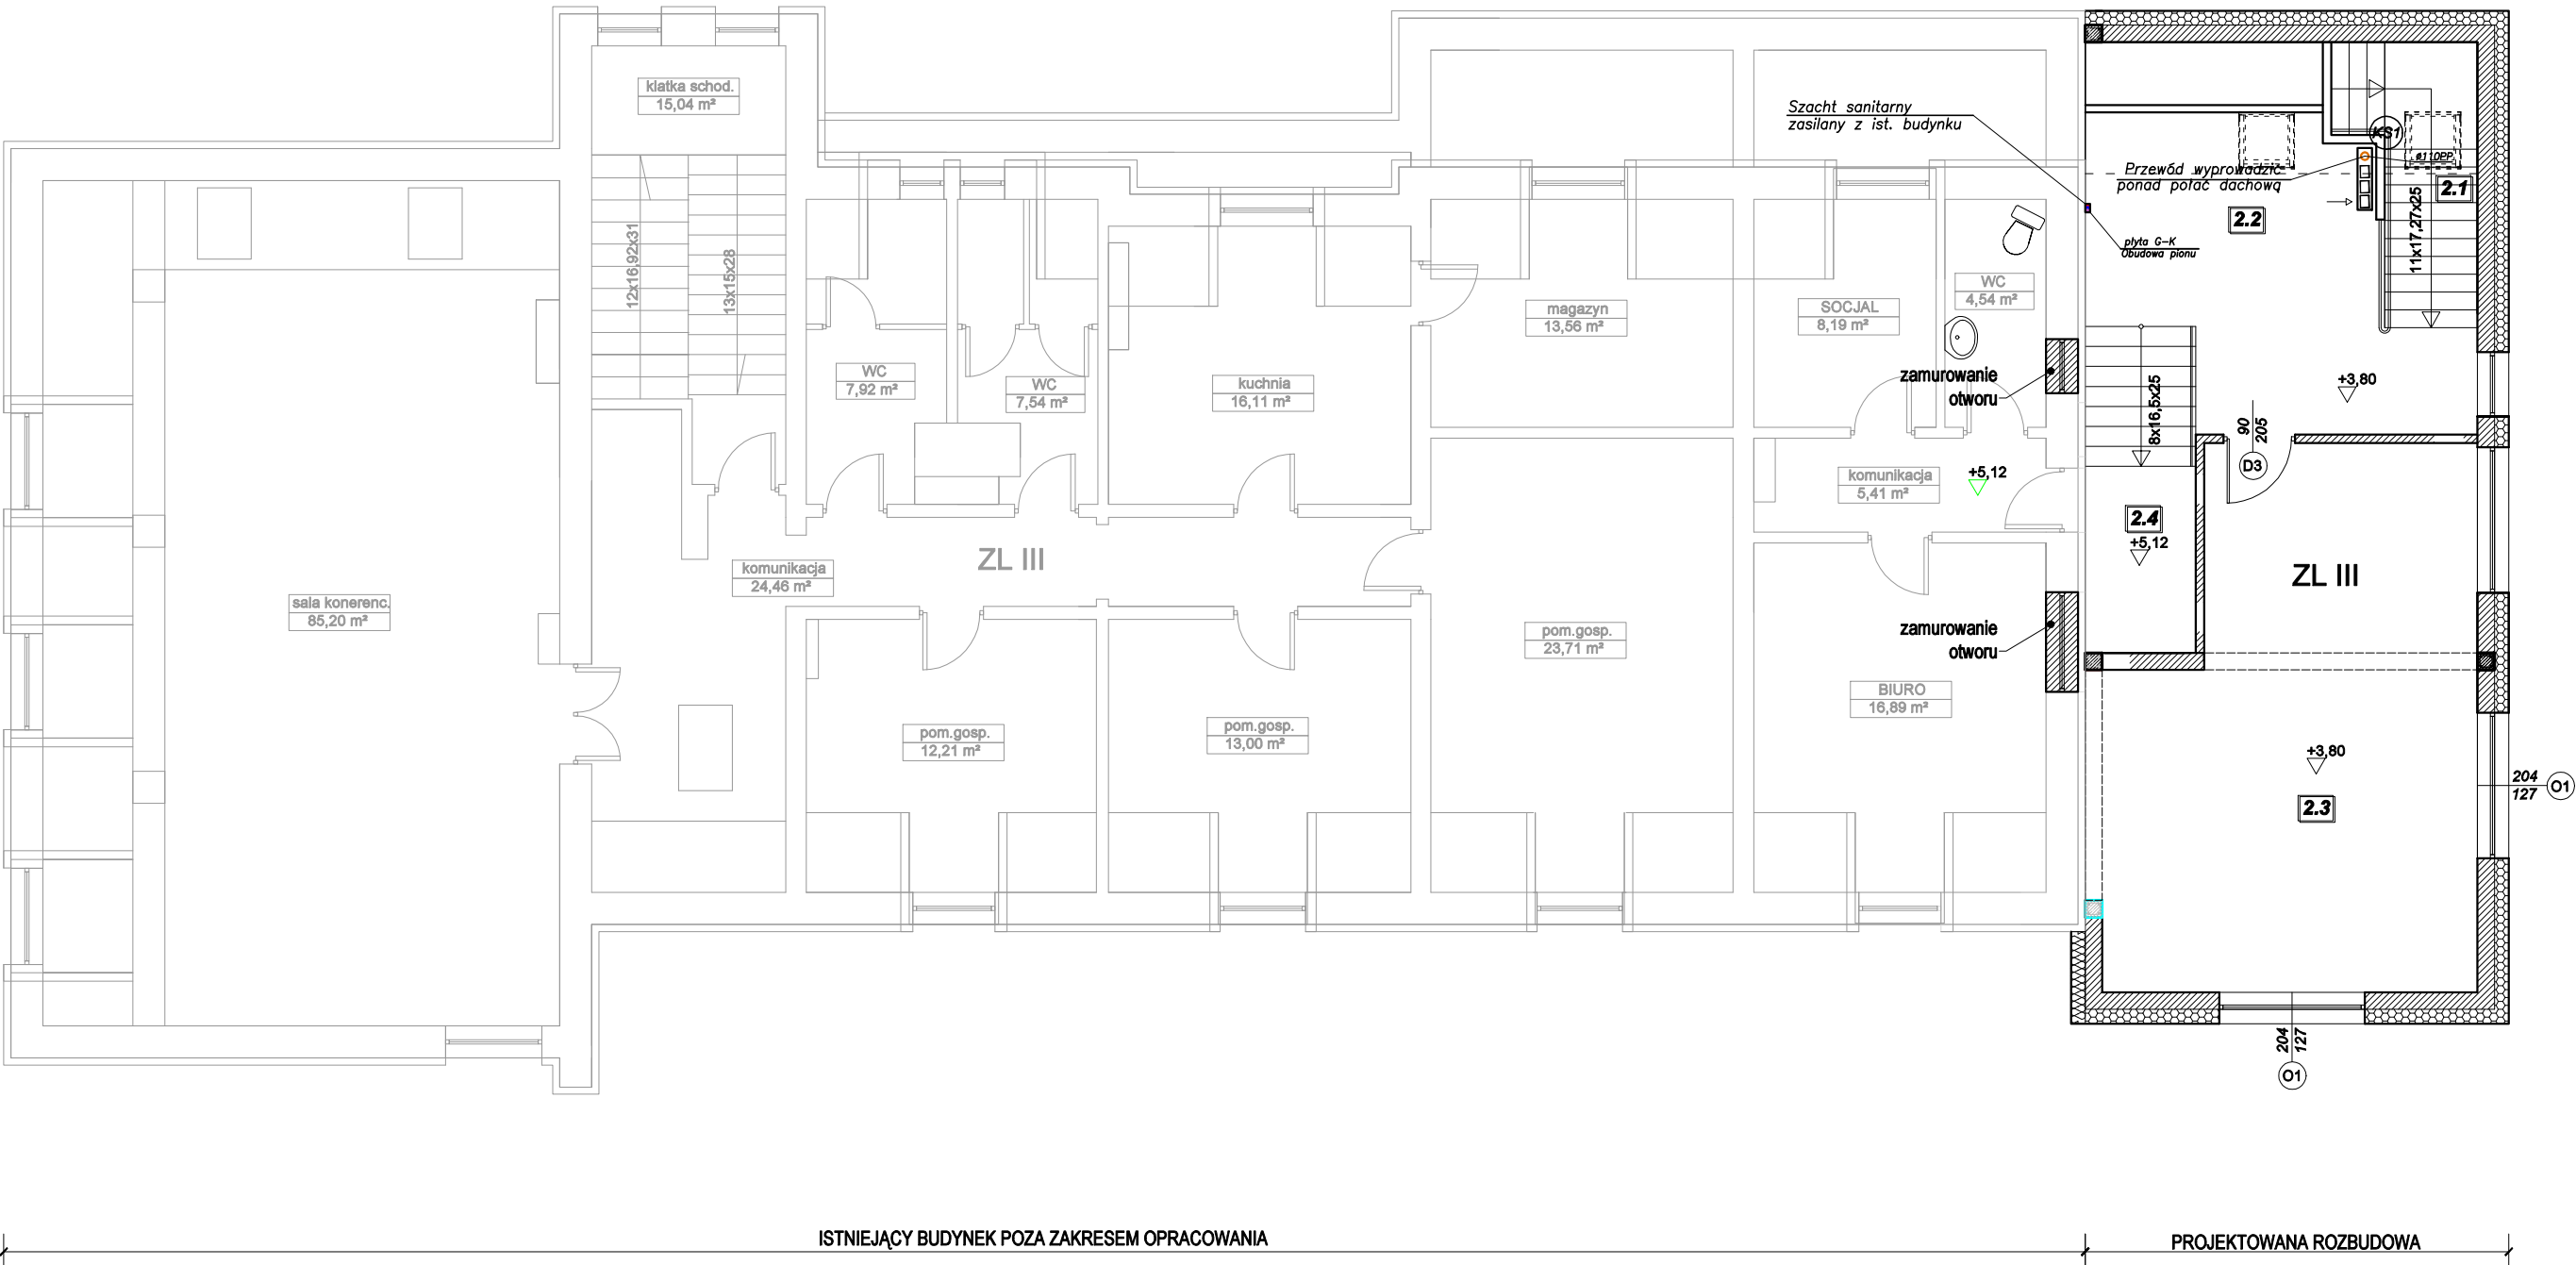 klatka schod.
15,04 m²
12x16,92x31
13x15x28
WC
7,92 m²
WC
7,54 m²
kuchnia
16,11 m²
magazyn
13,56 m²
SOCJAL
8,19 m²
WC
4,54 m²
Szacht sanitarny
zasilany z ist. budynku
Przewód wyprowadzić
ponad połać dachową
płyta G-K
Obudowa pionu
KS1
ø110PP
2.1
2.2
11x17,27x25
zamurowanie
otworu
8x16,5x25
+3,80
90
205
D3
komunikacja
5,41 m²
+5,12
2.4
+5,12
ZL III
komunikacja
24,46 m²
ZL III
sala konerenc.
85,20 m²
pom.gosp.
12,21 m²
pom.gosp.
13,00 m²
pom.gosp.
23,71 m²
zamurowanie
otworu
BIURO
16,89 m²
+3,80
2.3
204
127
O1
204
127
O1
ISTNIEJĄCY BUDYNEK POZA ZAKRESEM OPRACOWANIA
PROJEKTOWANA ROZBUDOWA